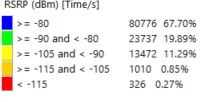 RSRP (dBm) [Time/s]
>= -80 80776 67.70%
>= -90 and < -80 23737 19.89%
>= -105 and < -90 13472 11.29%
>= -115 and < -105 1010 0.85%
< -115 326 0.27%